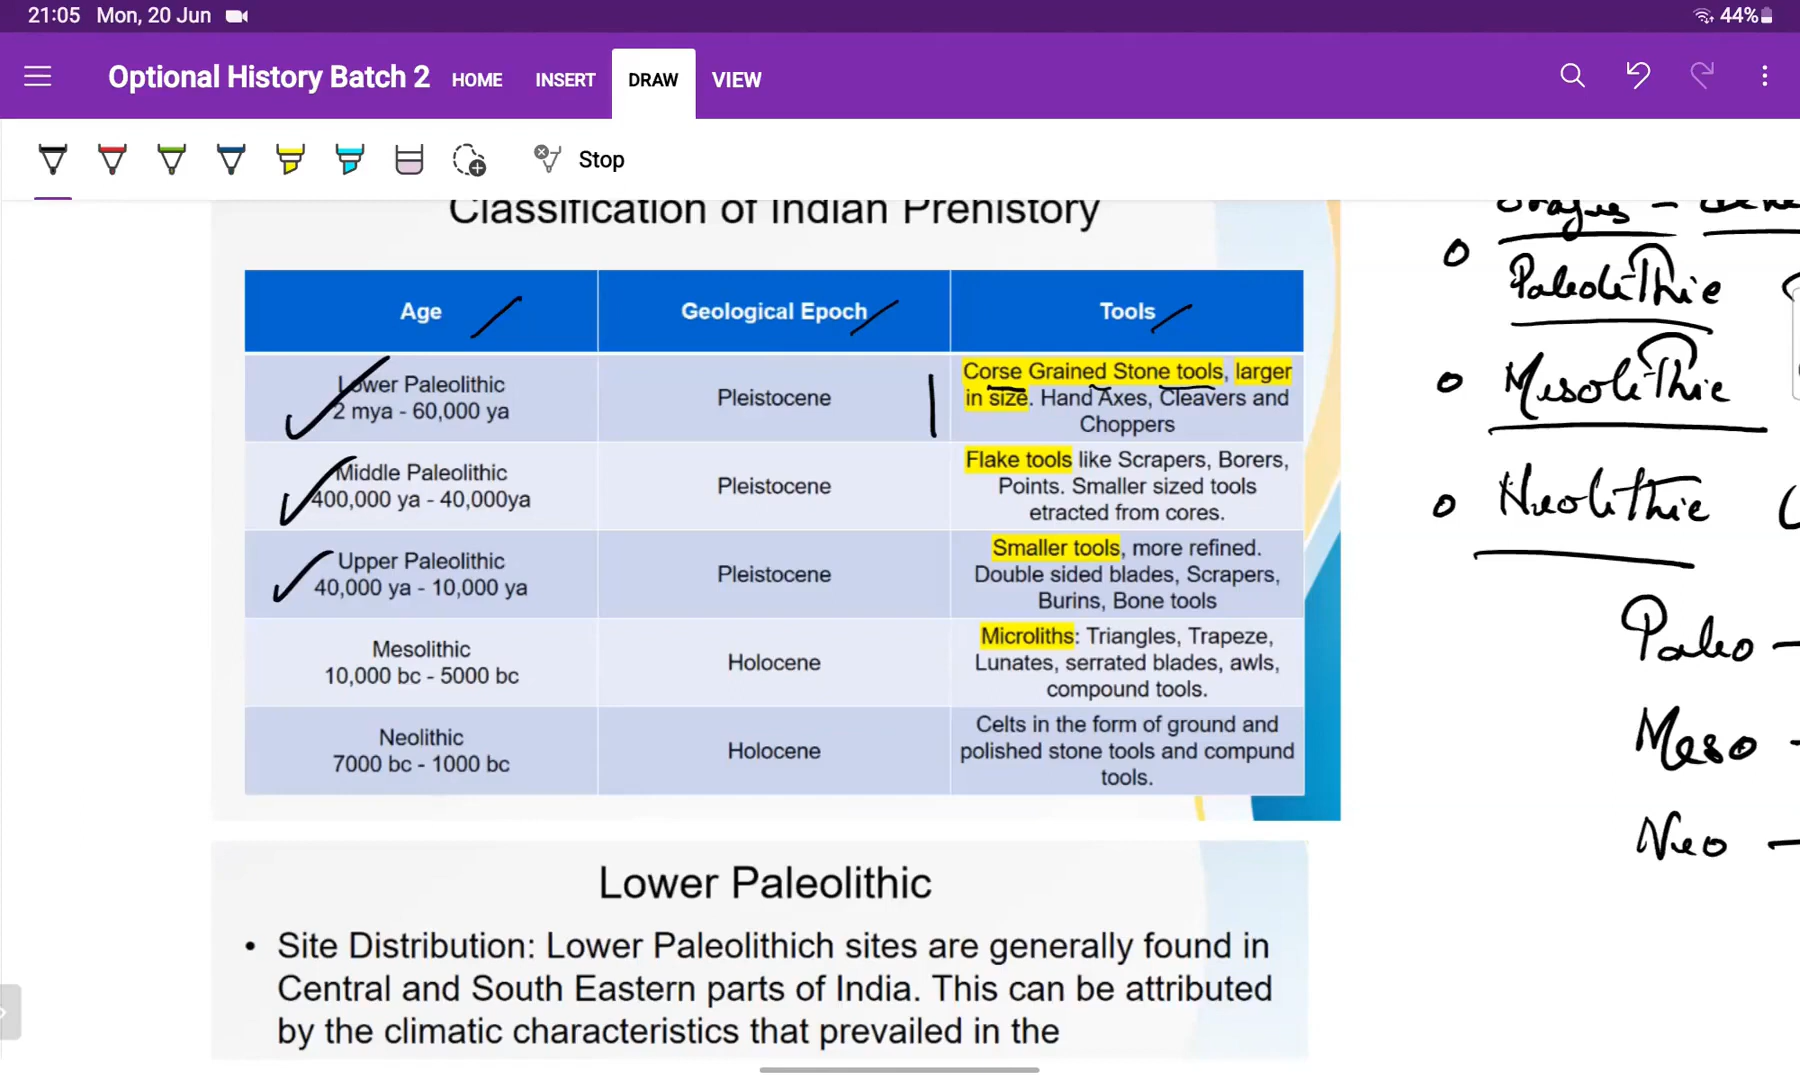 21:05 Mon, 20 Jun 44%
Optional History Batch 2 HOME INSERT DRAW VIEW
Stop
Classification of Indian Prehistory
Age Geological Epoch Tools
Lower Paleolithic
2 mya - 60,000 ya
Pleistocene
Corse Grained Stone tools, larger
in size. Hand Axes, Cleavers and
Choppers
Middle Paleolithic
400,000 ya - 40,000ya
Pleistocene
Flake tools like Scrapers, Borers,
Points. Smaller sized tools
etracted from cores.
Upper Paleolithic
40,000 ya - 10,000 ya
Pleistocene
Smaller tools, more refined.
Double sided blades, Scrapers,
Burins, Bone tools
Mesolithic
10,000 bc - 5000 bc
Holocene
Microliths: Triangles, Trapeze,
Lunates, serrated blades, awls,
compound tools.
Neolithic
7000 bc - 1000 bc
Holocene
Celts in the form of ground and
polished stone tools and compund
tools.
Lower Paleolithic
• Site Distribution: Lower Paleolithich sites are generally found in
Central and South Eastern parts of India. This can be attributed
by the climatic characteristics that prevailed in the
Paleolithic
Mesolithic
Neolithic
Paleo -
Meso -
Neo -